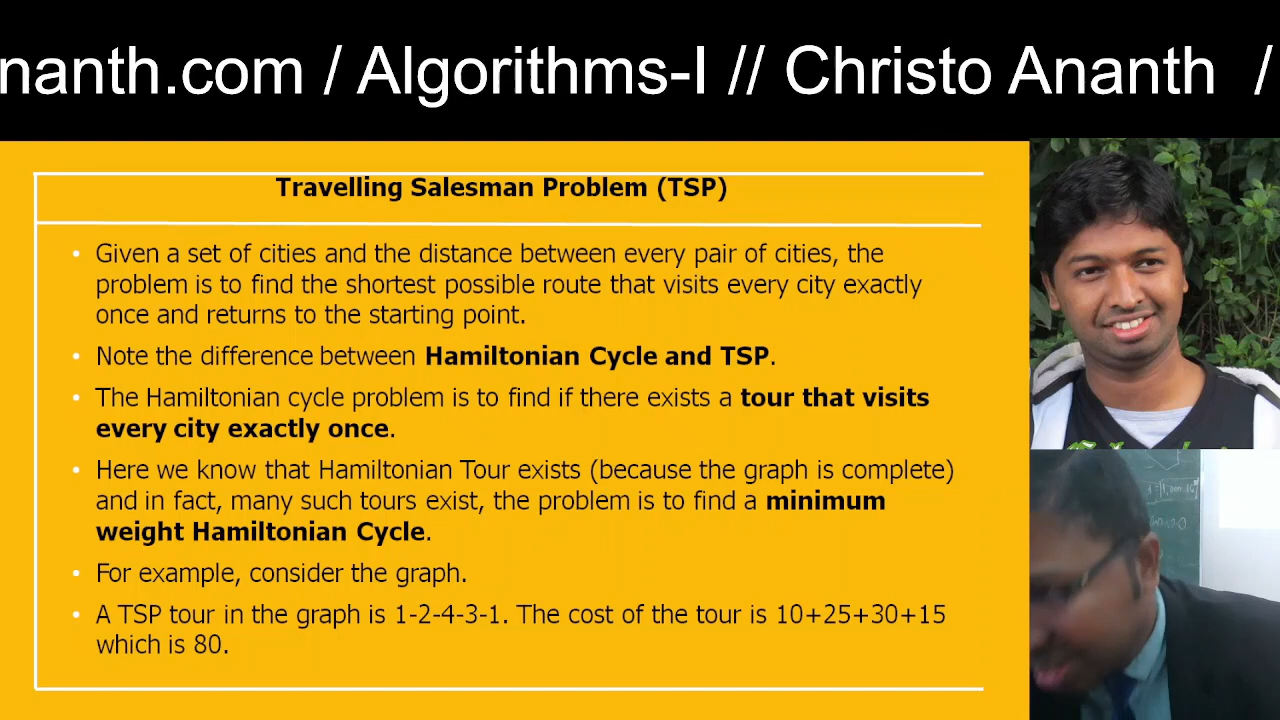 nanth.com / Algorithms-I // Christo Ananth /
Travelling Salesman Problem (TSP)
• Given a set of cities and the distance between every pair of cities, the
problem is to find the shortest possible route that visits every city exactly
once and returns to the starting point.
• Note the difference between Hamiltonian Cycle and TSP.
• The Hamiltonian cycle problem is to find if there exists a tour that visits
every city exactly once.
• Here we know that Hamiltonian Tour exists (because the graph is complete)
and in fact, many such tours exist, the problem is to find a minimum
weight Hamiltonian Cycle.
• For example, consider the graph.
• A TSP tour in the graph is 1-2-4-3-1. The cost of the tour is 10+25+30+15
which is 80.